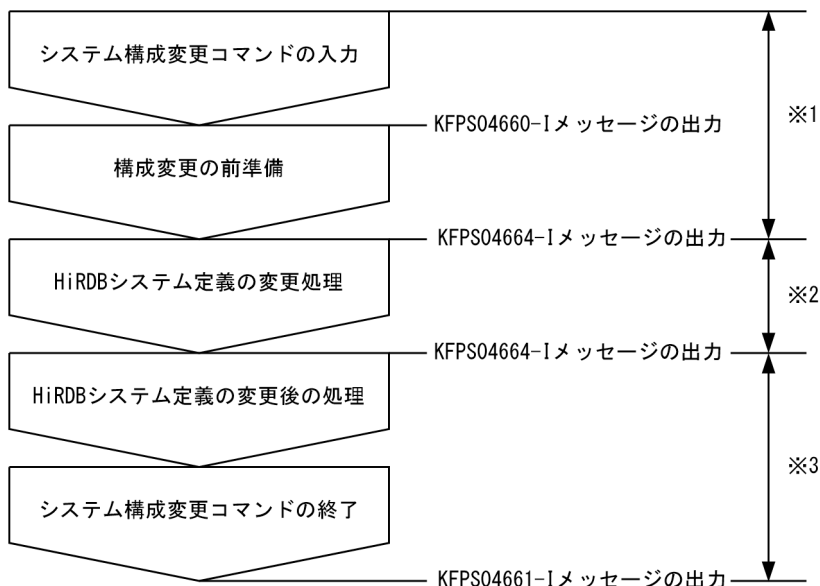 システム構成変更コマンドの入力
※1
KFPS04660-Iメッセージの出力
構成変更の前準備
KFPS04664-Iメッセージの出力
HiRDBシステム定義の変更処理
※2
KFPS04664-Iメッセージの出力
HiRDBシステム定義の変更後の処理
※3
システム構成変更コマンドの終了
KFPS04661-Iメッセージの出力